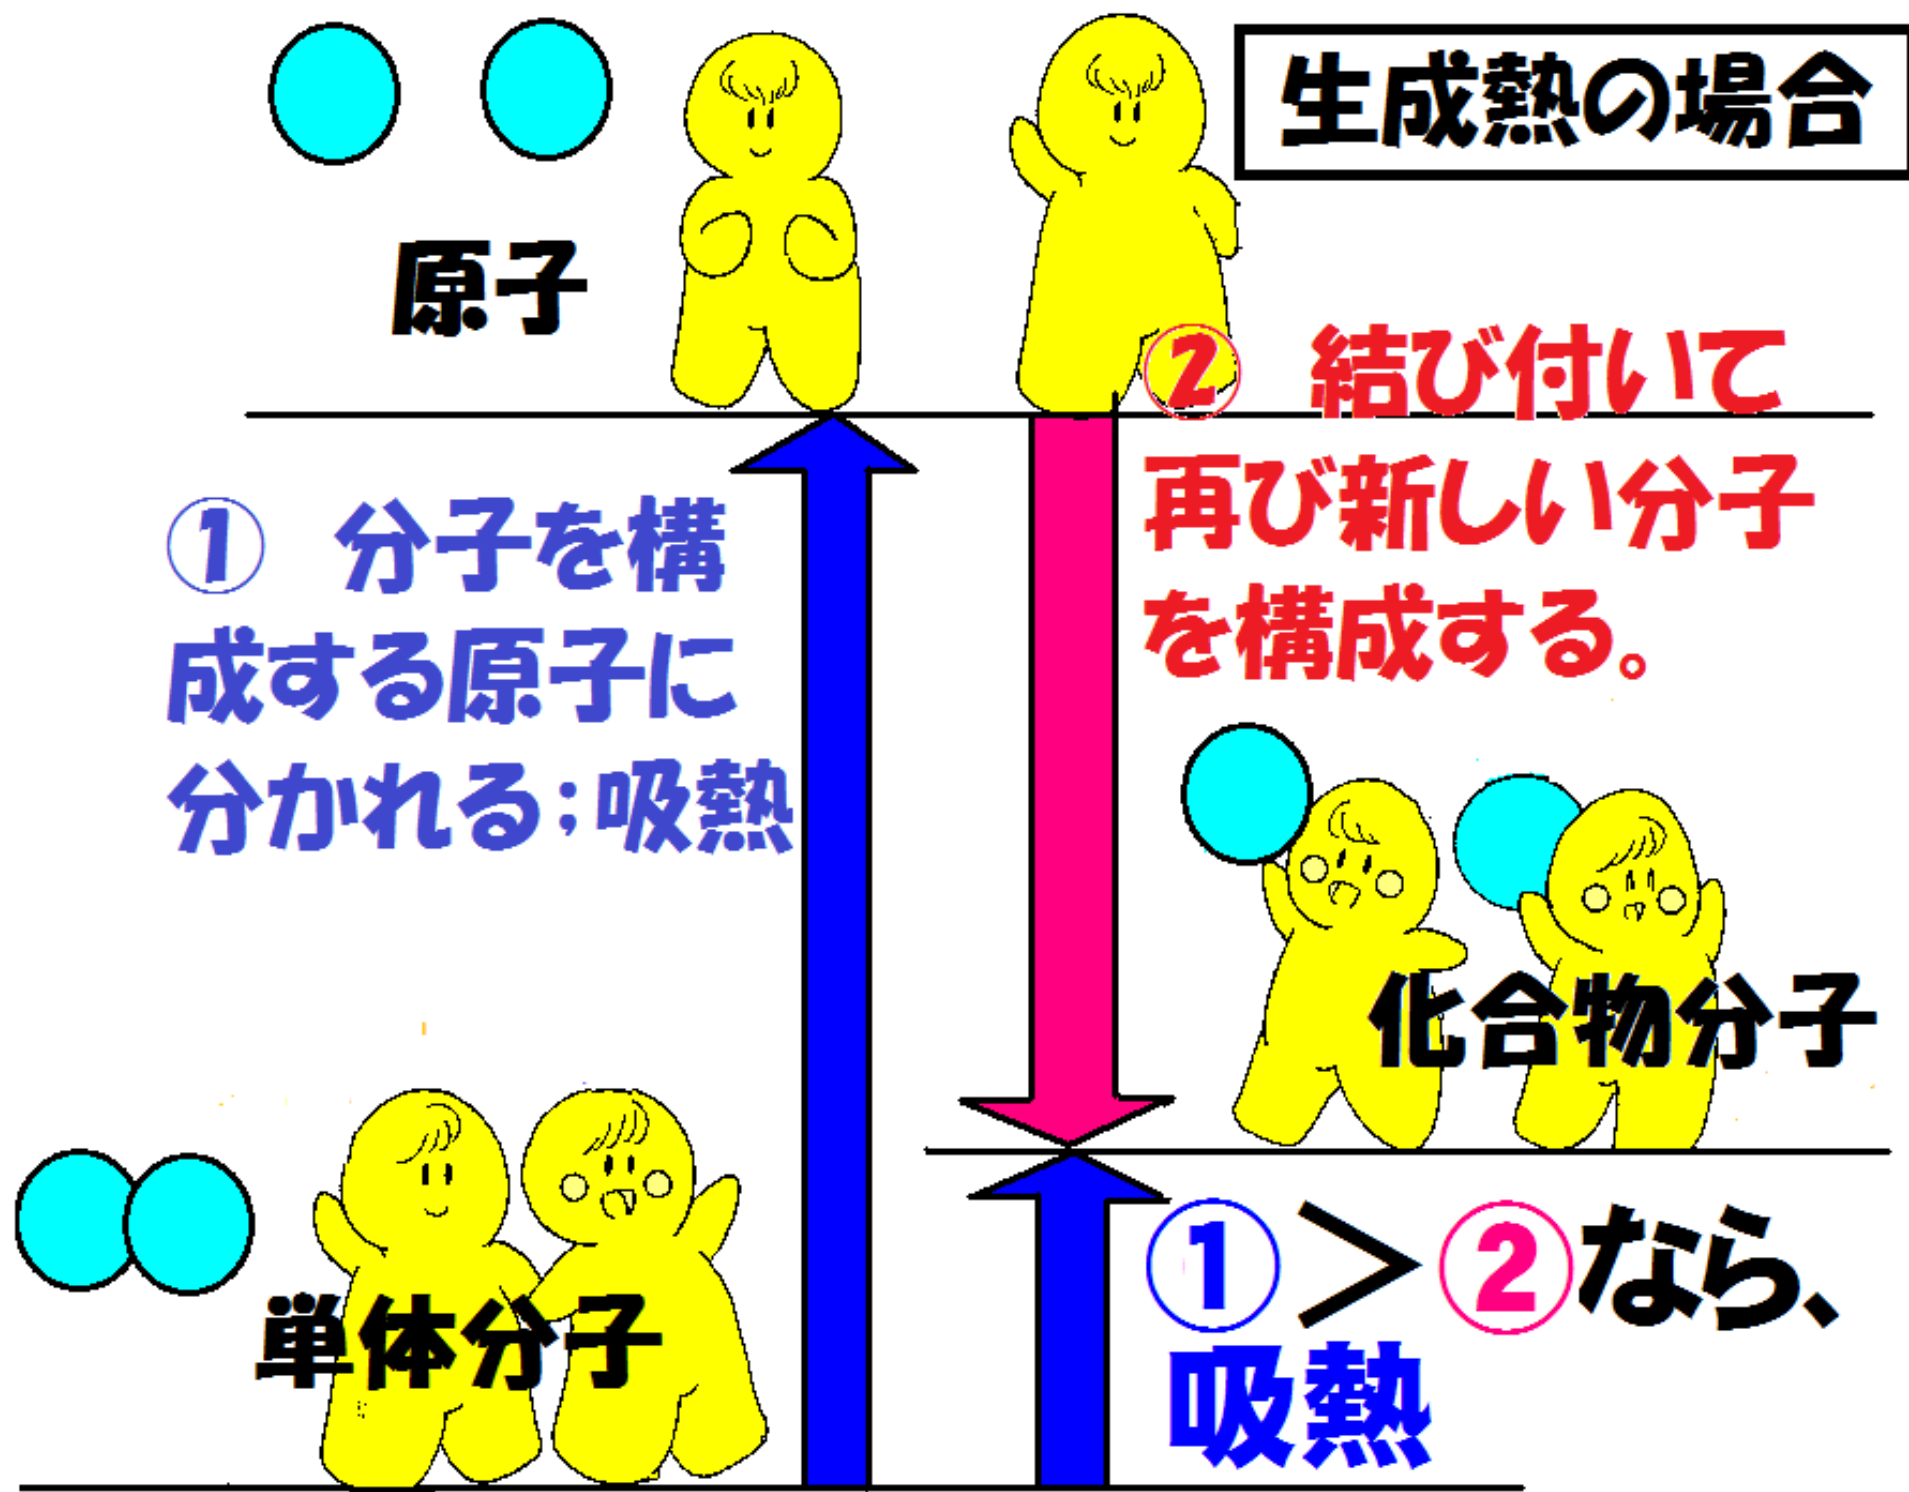 生成熱の場合
原子
② 結び付いて
再び新しい分子
を構成する。
① 分子を構
成する原子に
分かれる；吸熱
化合物分子
単体分子
①＞②なら、
吸熱